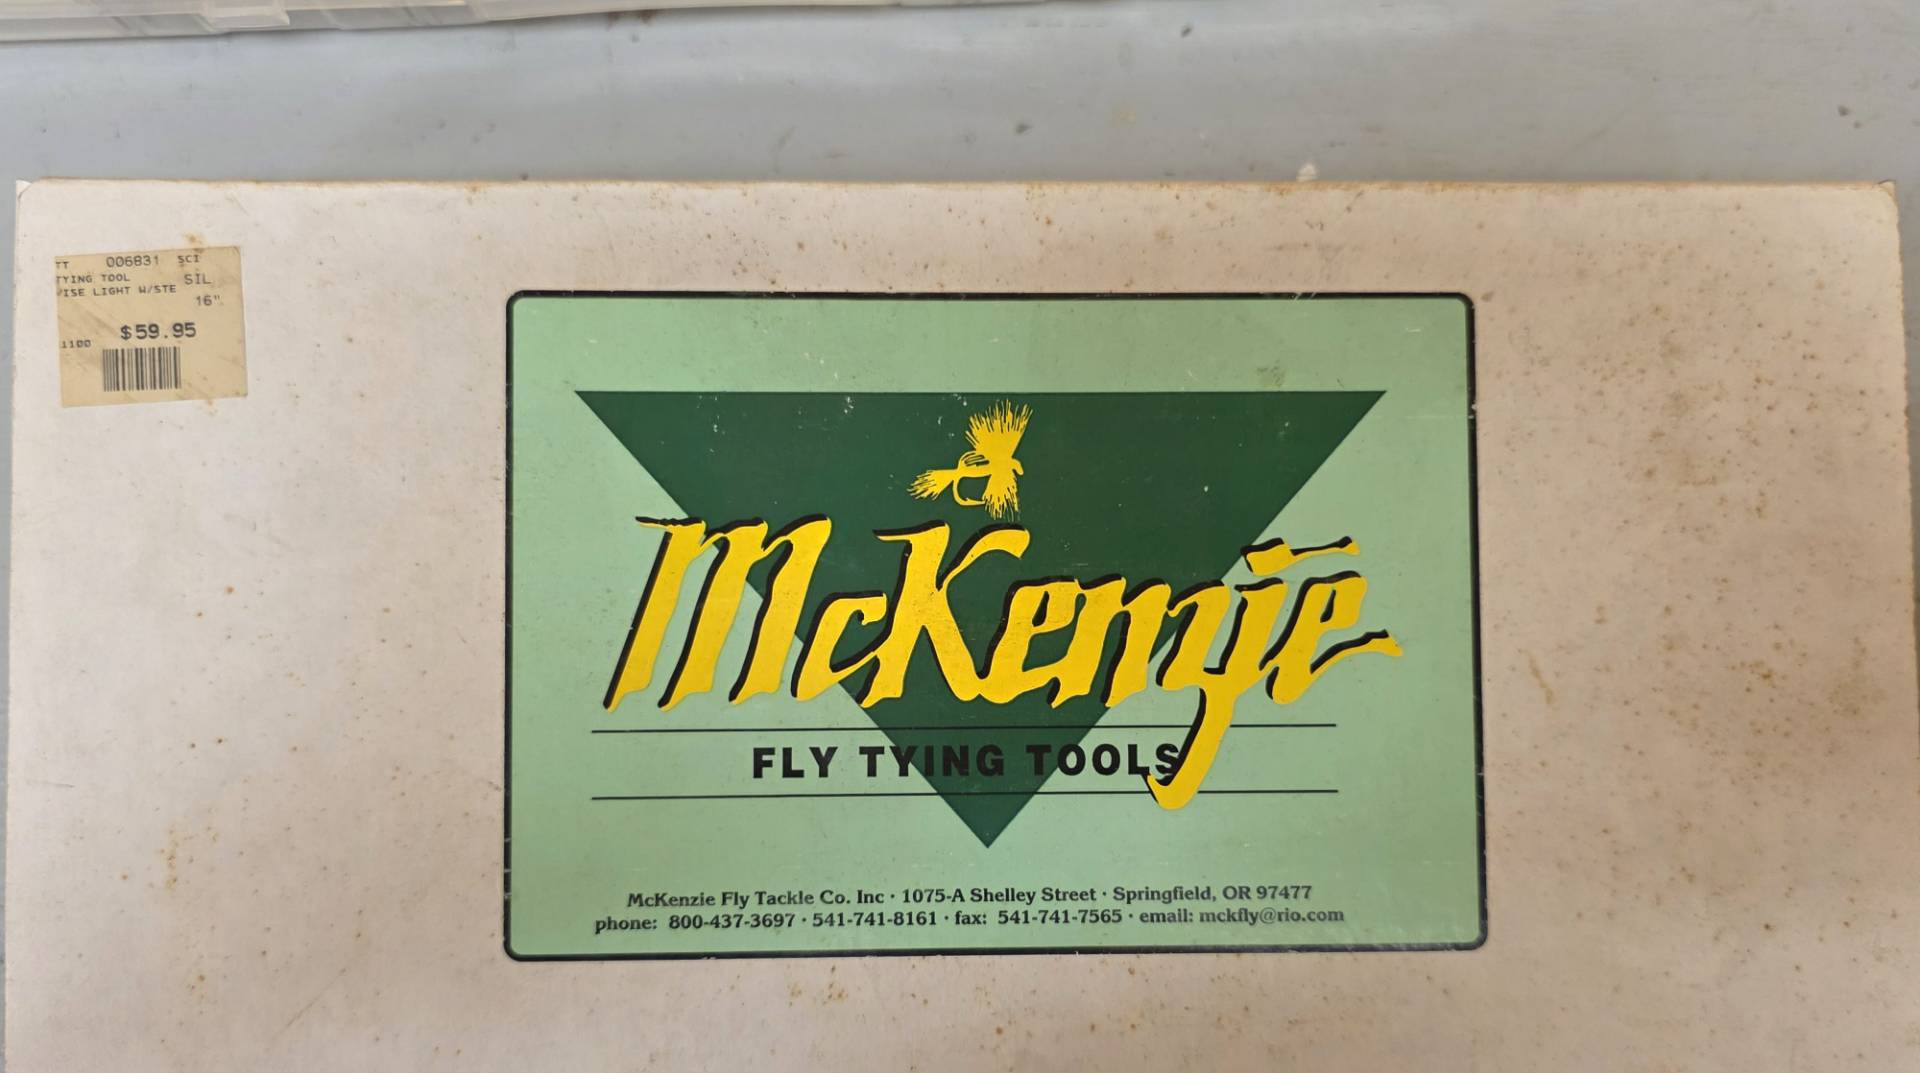 TT 006831 SCI
TYING TOOL SIL
VISE LIGHT W/STE
16"
$59.95
1100
McKenzie
FLY TYING TOOLS
McKenzie Fly Tackle Co. Inc · 1075-A Shelley Street · Springfield, OR 97477
phone: 800-437-3697 · 541-741-8161 · fax: 541-741-7565 · email: mckfly@rio.com